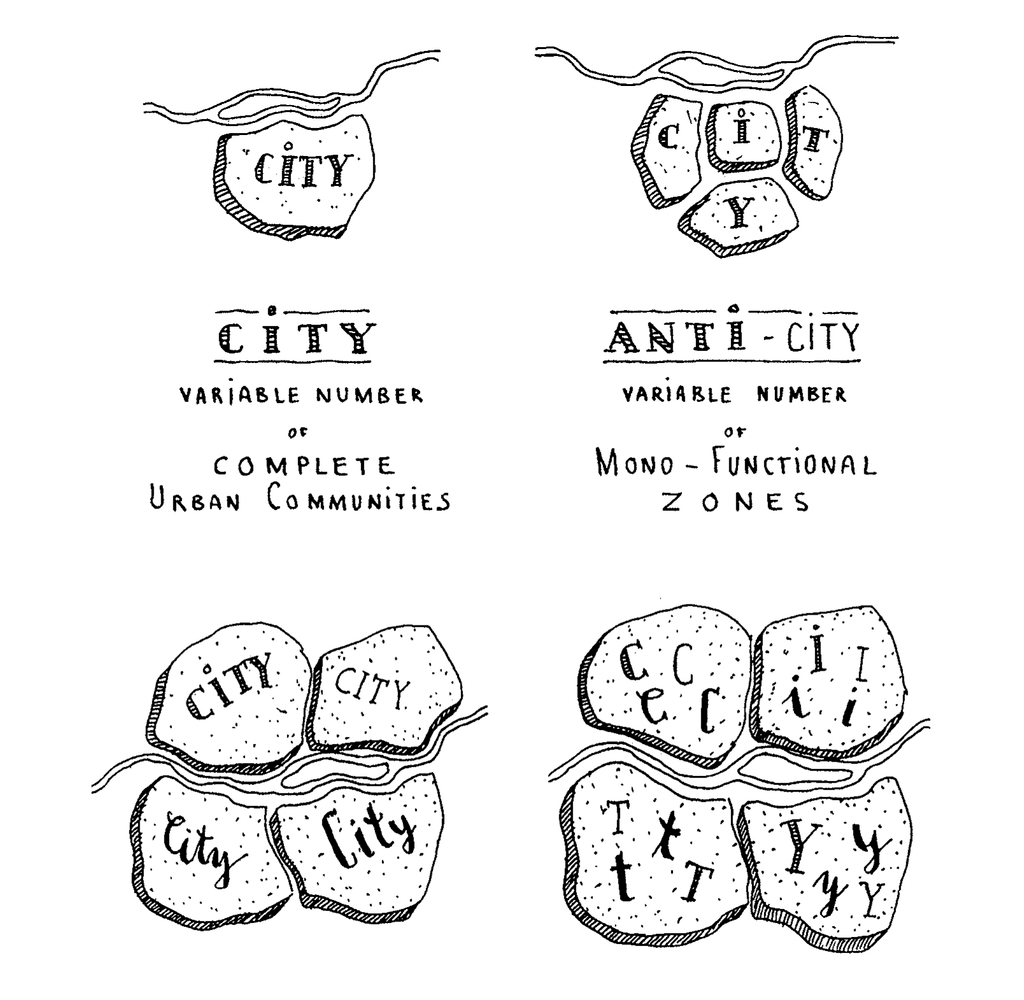 CiTY
C i T
Y
CiTY
VARiABLE NUMBER
OF
COMPLETE
URBAN COMMUNITIES
ANTi-CiTY
VARIABLE NUMBER
OF
MONO-FUNCTiONAL
ZONES
CiTY
CITY
City
City
C C
C C
i I
i i
T t
t T
Y y
y Y